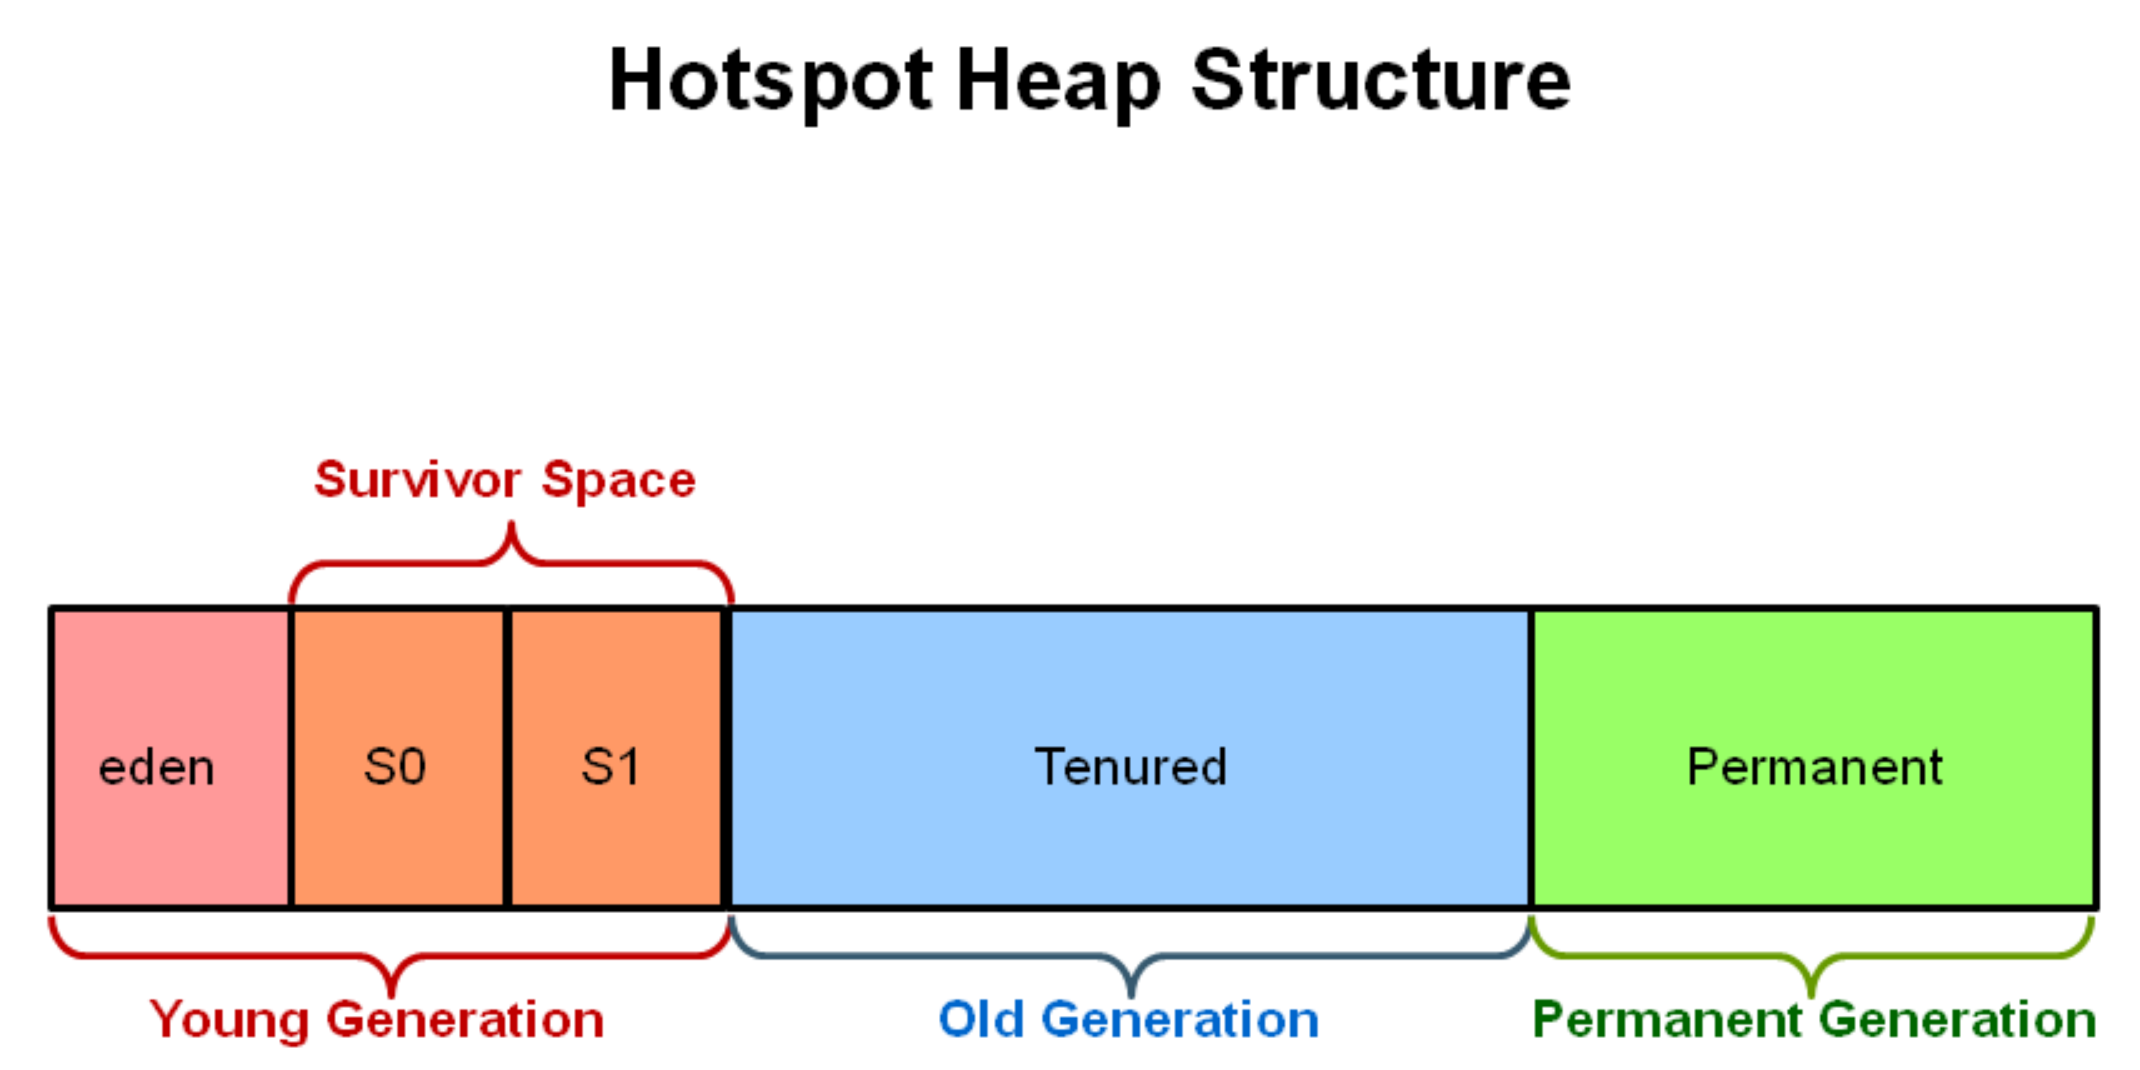 Hotspot Heap Structure
Survivor Space
eden
S0
S1
Tenured
Permanent
Young Generation
Old Generation
Permanent Generation